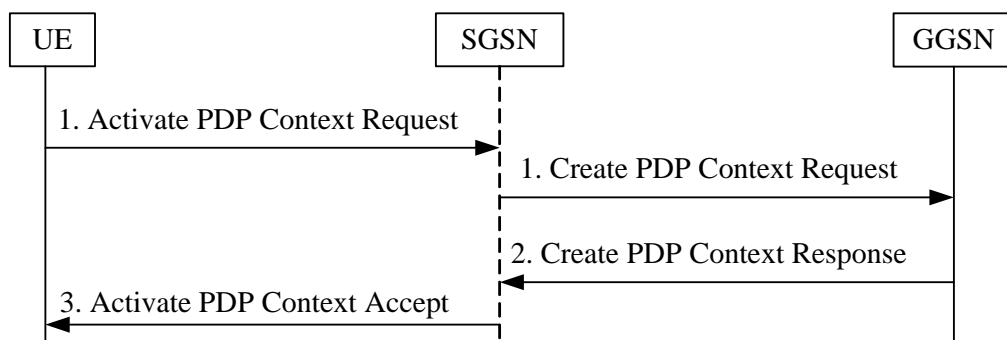 UE
SGSN
GGSN
1. Activate PDP Context Request
1. Create PDP Context Request
2. Create PDP Context Response
3. Activate PDP Context Accept